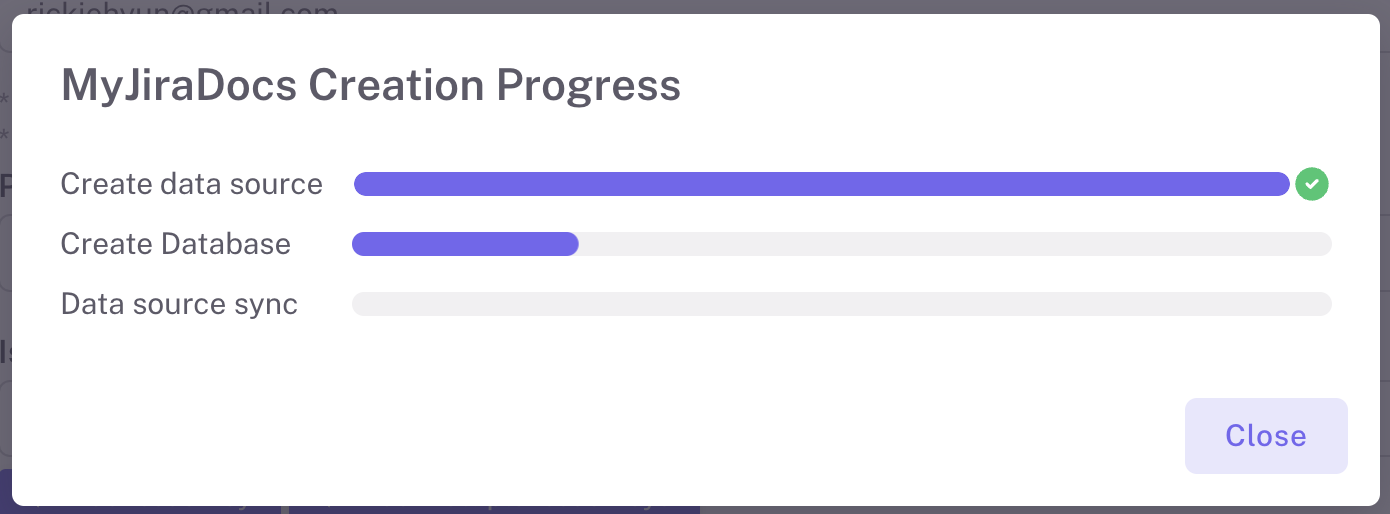 MyJiraDocs Creation Progress
Create data source
Create Database
Data source sync
Close